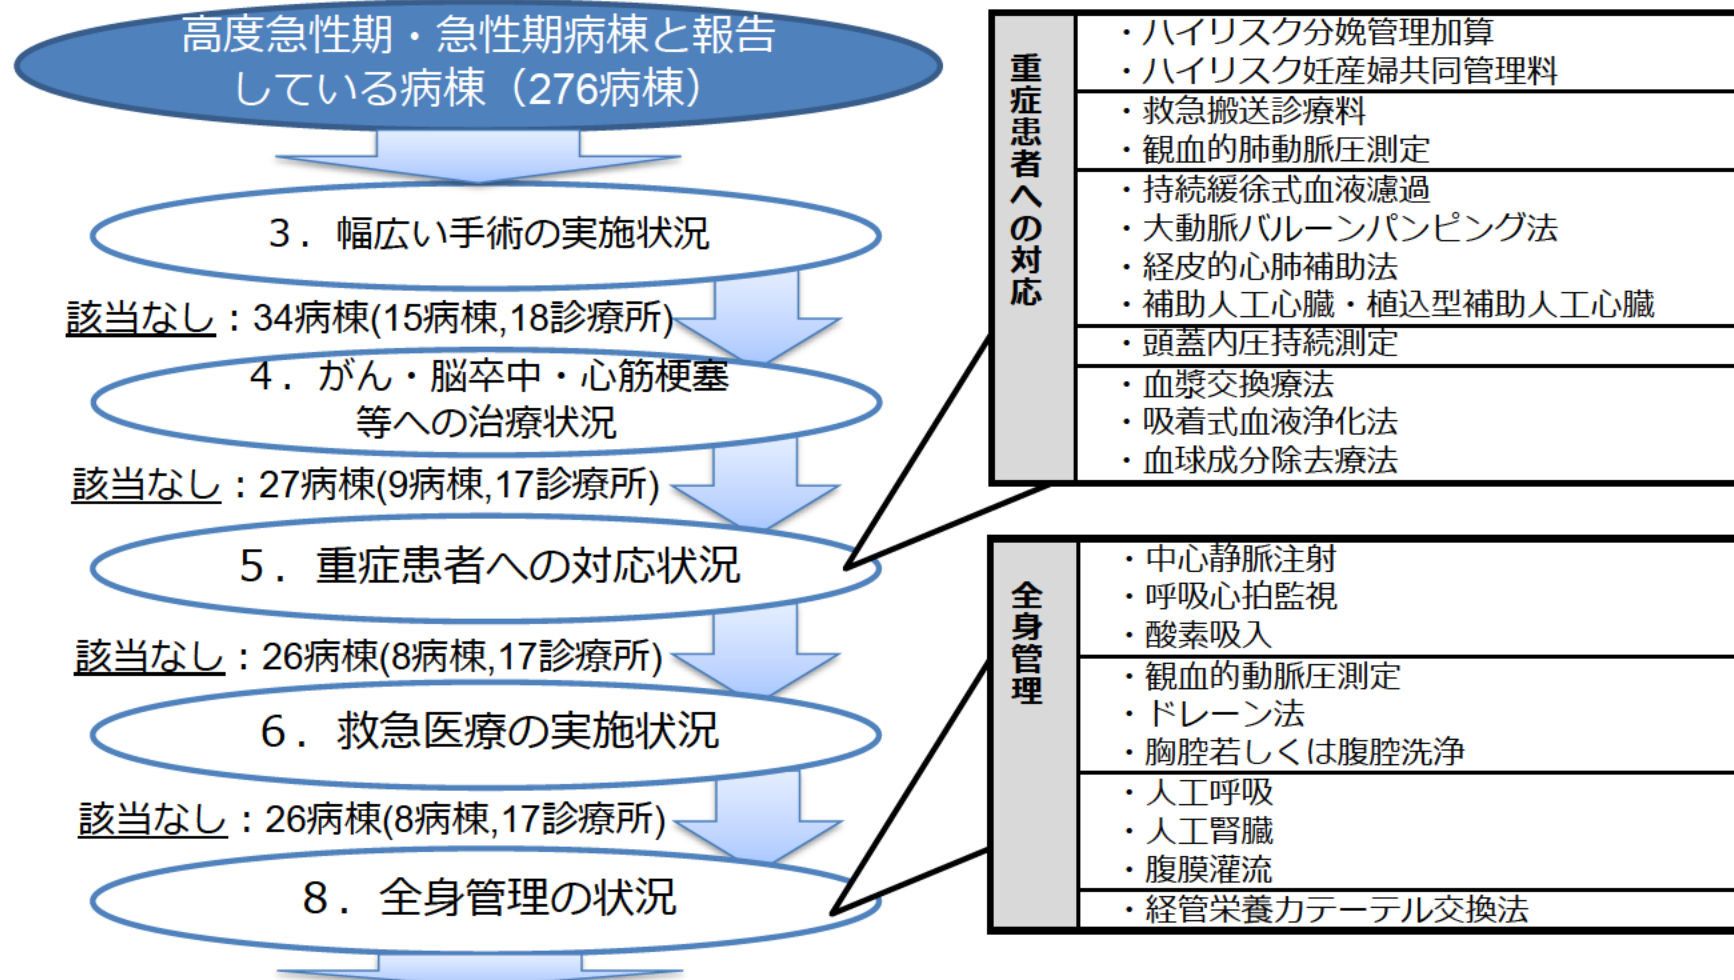 高度急性期・急性期病棟と報告
している病棟（276病棟）
３．幅広い手術の実施状況
該当なし：34病棟(15病棟,18診療所)
４．がん・脳卒中・心筋梗塞
等への治療状況
該当なし：27病棟(9病棟,17診療所)
５．重症患者への対応状況
該当なし：26病棟(8病棟,17診療所)
６．救急医療の実施状況
該当なし：26病棟(8病棟,17診療所)
８．全身管理の状況
重症患者への対応
・ハイリスク分娩管理加算
・ハイリスク妊産婦共同管理料
・救急搬送診療料
・観血的肺動脈圧測定
・持続緩徐式血液濾過
・大動脈バルーンパンピング法
・経皮的心肺補助法
・補助人工心臓・植込型補助人工心臓
・頭蓋内圧持続測定
・血漿交換療法
・吸着式血液浄化法
・血球成分除去療法
全身管理
・中心静脈注射
・呼吸心拍監視
・酸素吸入
・観血的動脈圧測定
・ドレーン法
・胸腔若しくは腹腔洗浄
・人工呼吸
・人工腎臓
・腹膜灌流
・経管栄養カテーテル交換法